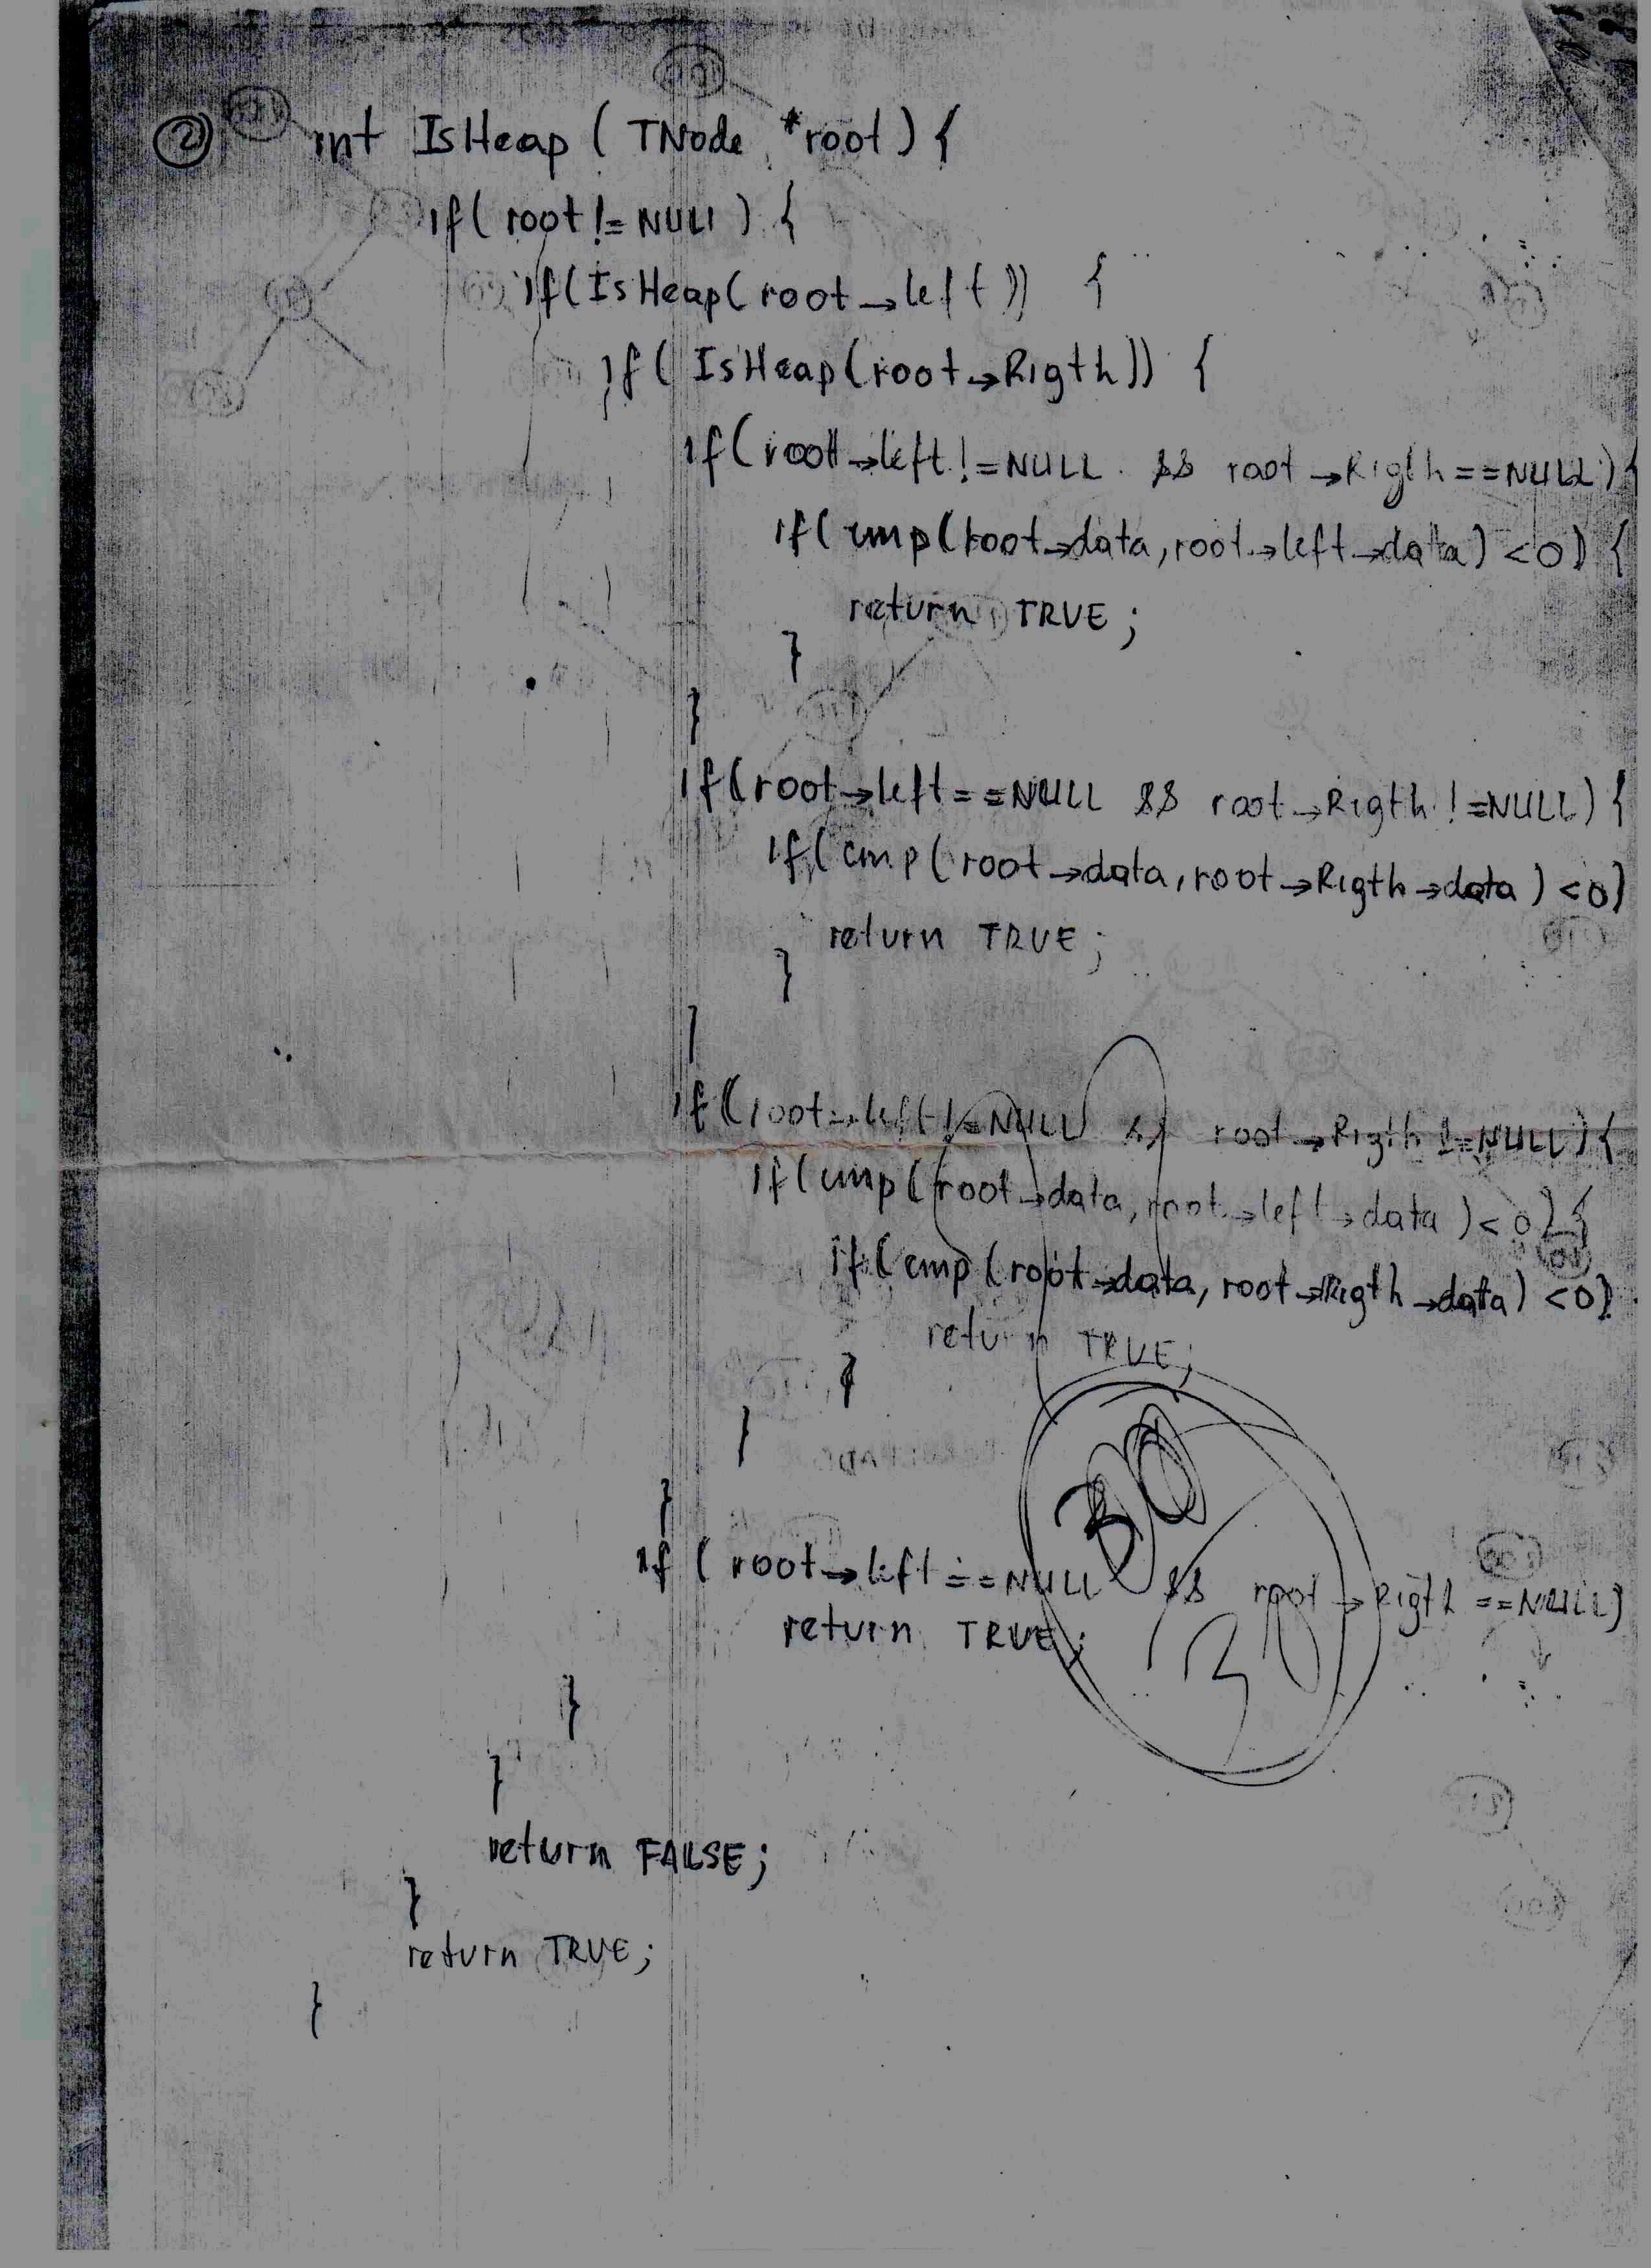 ② int IsHeap ( TNode *root ) {
if( root != NULL ) {
if(IsHeap( root → left )) {
if( IsHeap(root → Rigth)) {
if(root → left != NULL && root → Rigth == NULL) {
if( cmp(root → data, root → left → data) < 0) {
return TRUE ;
}
}
if(root → left == NULL && root → Rigth != NULL) {
if( cmp ( root → data, root → Rigth → data ) < 0)
return TRUE ;
}
}
if(root → left != NULL && root → Rigth != NULL) {
if( cmp ( root → data, root → left → data ) < 0) {
if( cmp ( root → data, root → Rigth → data) < 0)
return TRUE ;
}
}
}
30
if ( root → left == NULL && root → Rigth == NULL)
return TRUE ;
30
}
}
return FALSE ;
}
return TRUE ;
}